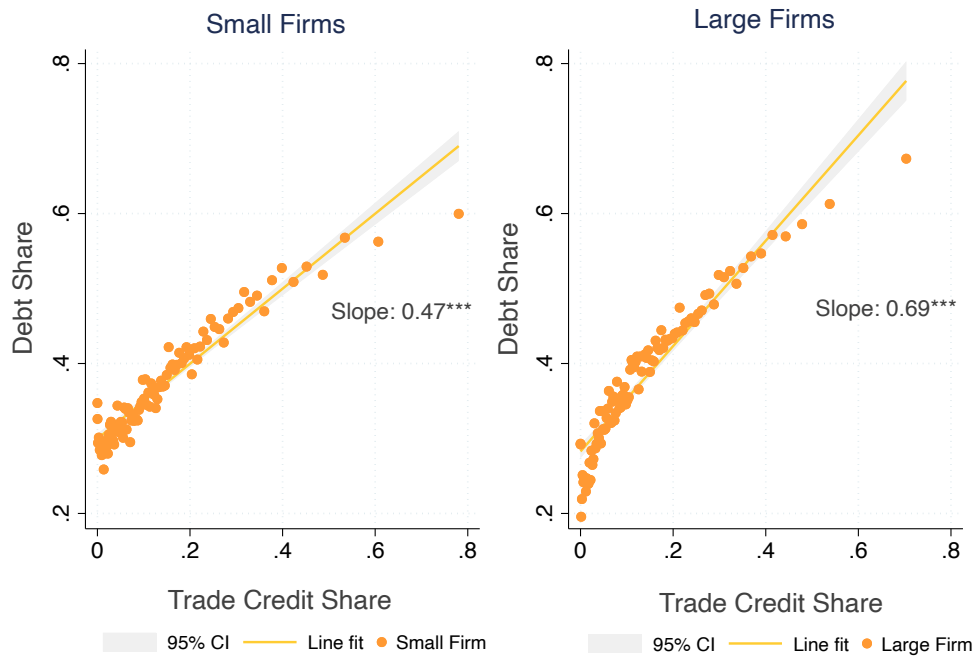 Small Firms
Debt Share
.8
.6
.4
.2
Slope: 0.47***
0 .2 .4 .6 .8
Trade Credit Share
95% CI Line fit Small Firm
Large Firms
Debt Share
.8
.6
.4
.2
Slope: 0.69***
0 .2 .4 .6 .8
Trade Credit Share
95% CI Line fit Large Firm